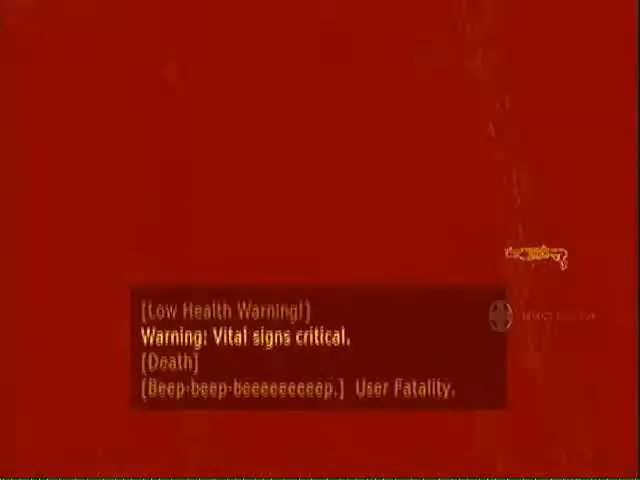 [Low Health Warning!]
Warning: Vital signs critical.
[Death]
[Beep-beep-beeeeeeeeep.] User Fatality.